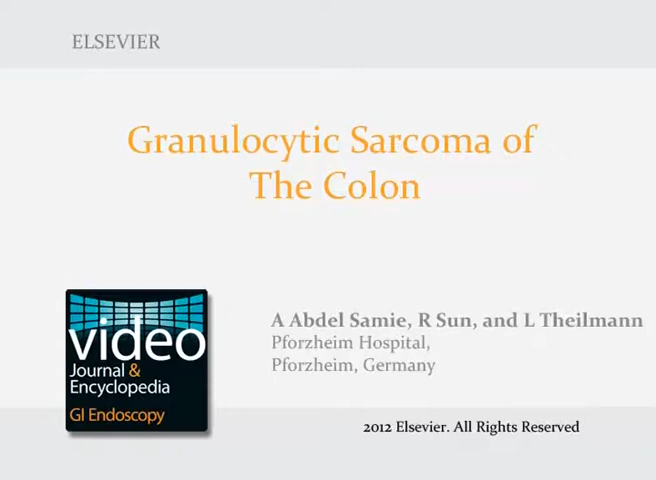 ELSEVIER
Granulocytic Sarcoma of
The Colon
A Abdel Samie, R Sun, and L Theilmann
Pforzheim Hospital,
Pforzheim, Germany
video
Journal &
Encyclopedia
GI Endoscopy
2012 Elsevier. All Rights Reserved